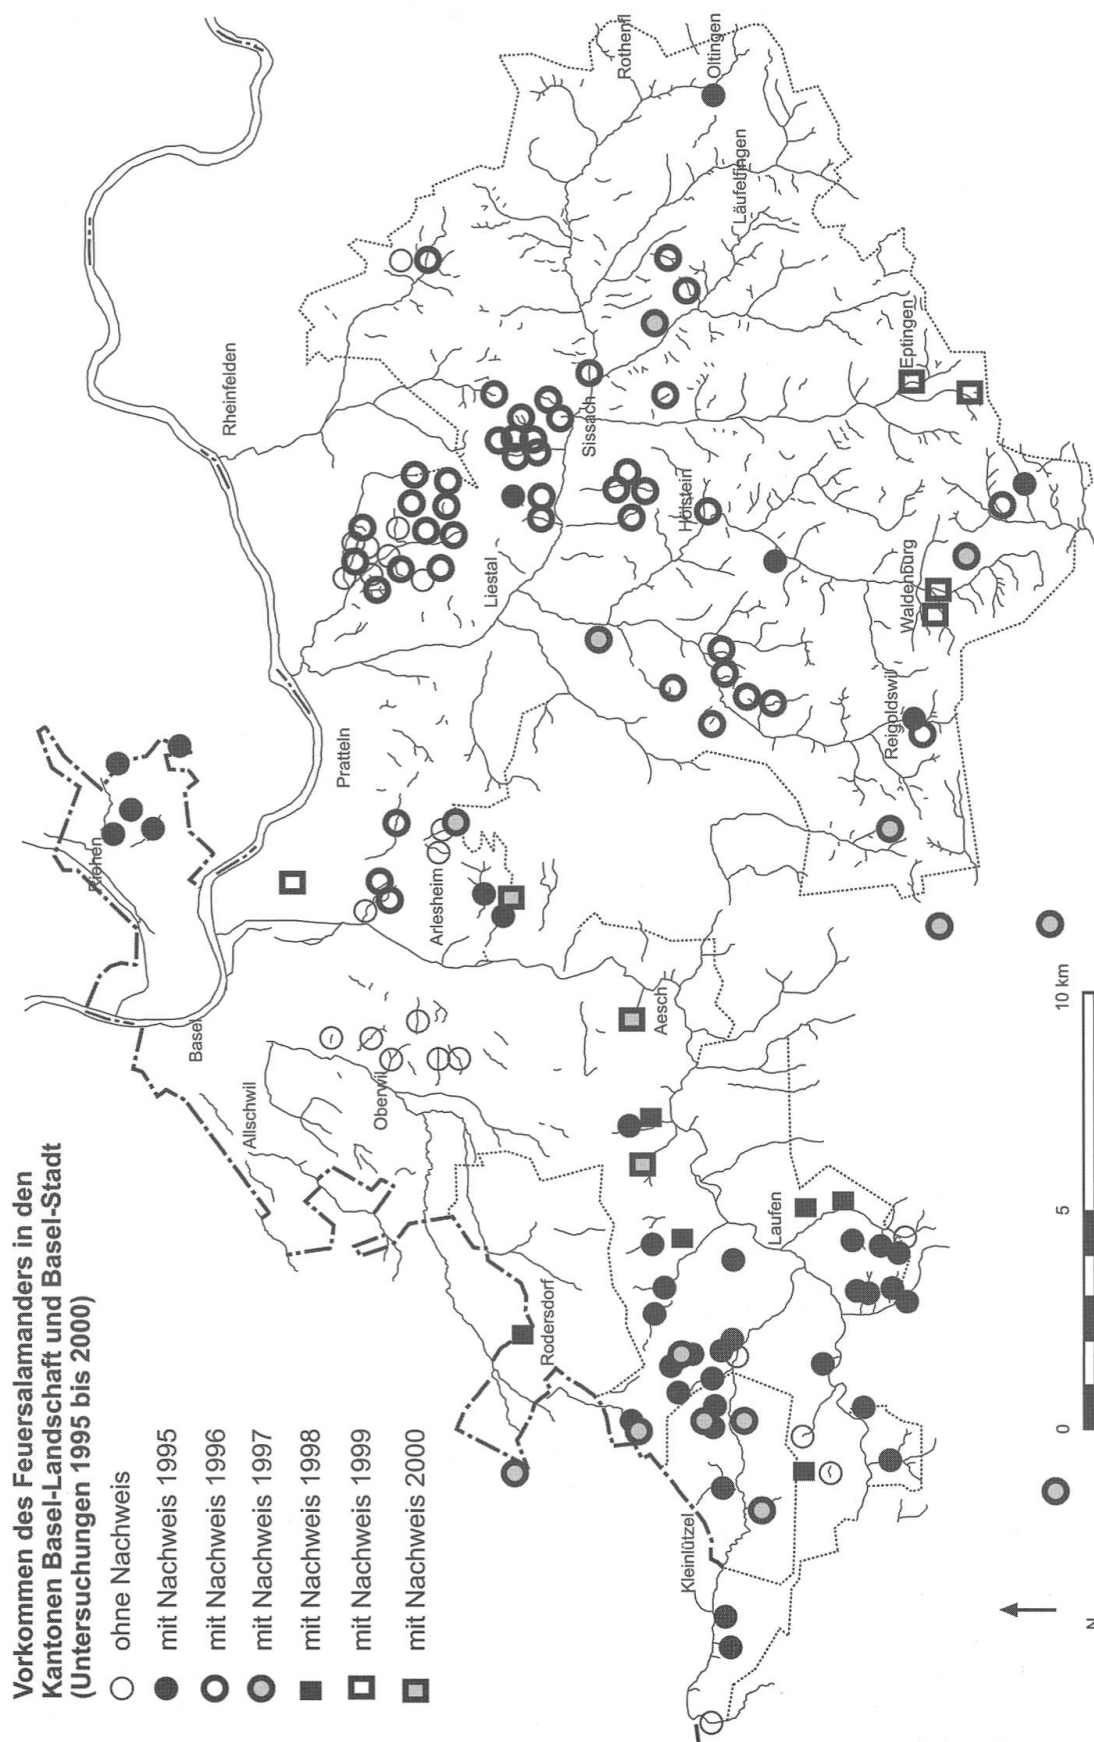 Vorkommen des Feuersalamanders in den
Kantonen Basel-Landschaft und Basel-Stadt
(Untersuchungen 1995 bis 2000)
ohne Nachweis
mit Nachweis 1995
mit Nachweis 1996
mit Nachweis 1997
mit Nachweis 1998
mit Nachweis 1999
mit Nachweis 2000
Riehen
Basel
Allschwil
Oberwil
Rodersdorf
Kleinlützel
Laufen
Aesch
Arlesheim
Pratteln
Rheinfelden
Liestal
Sissach
Hölstein
Reigoldswil
Waldenburg
Eptingen
Läufelfingen
Oltingen
Rothenfl
N
0
5
10 km